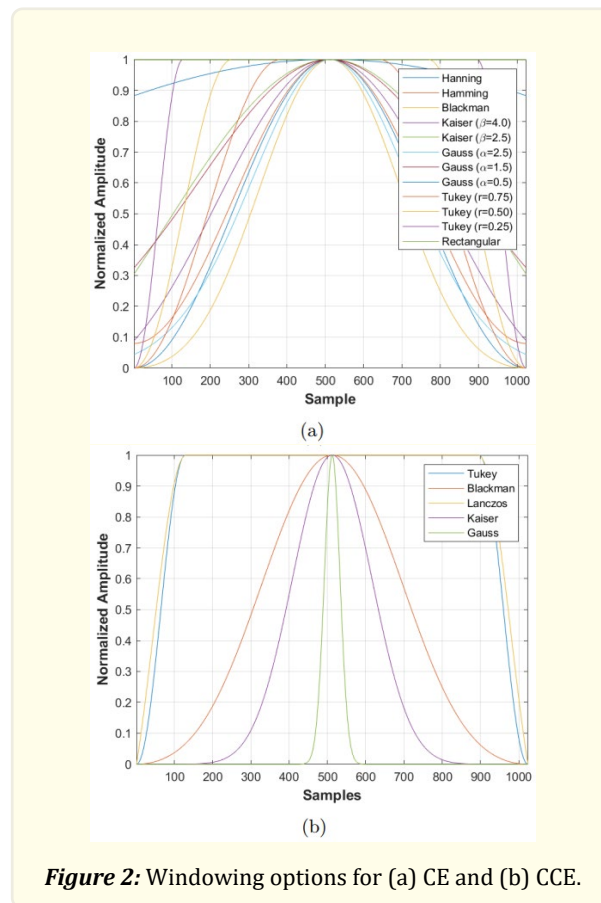 1
0.9
0.8
0.7
0.6
0.5
0.4
0.3
0.2
0.1
0
Normalized Amplitude
Hanning
Hamming
Blackman
Kaiser (β=4.0)
Kaiser (β=2.5)
Gauss (α=2.5)
Gauss (α=1.5)
Gauss (α=0.5)
Tukey (r=0.75)
Tukey (r=0.50)
Tukey (r=0.25)
Rectangular
100 200 300 400 500 600 700 800 900 1000
Sample
(a)
1
0.9
0.8
0.7
0.6
0.5
0.4
0.3
0.2
0.1
0
Normalized Amplitude
Tukey
Blackman
Lanczos
Kaiser
Gauss
100 200 300 400 500 600 700 800 900 1000
Samples
(b)
Figure 2: Windowing options for (a) CE and (b) CCE.